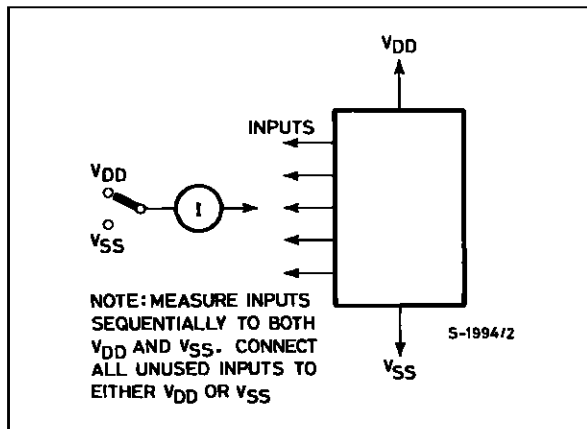 VDD
INPUTS
VDD
I
VSS
NOTE: MEASURE INPUTS
SEQUENTIALLY TO BOTH
VDD AND VSS. CONNECT
ALL UNUSED INPUTS TO
EITHER VDD OR VSS
S-1994/2
VSS